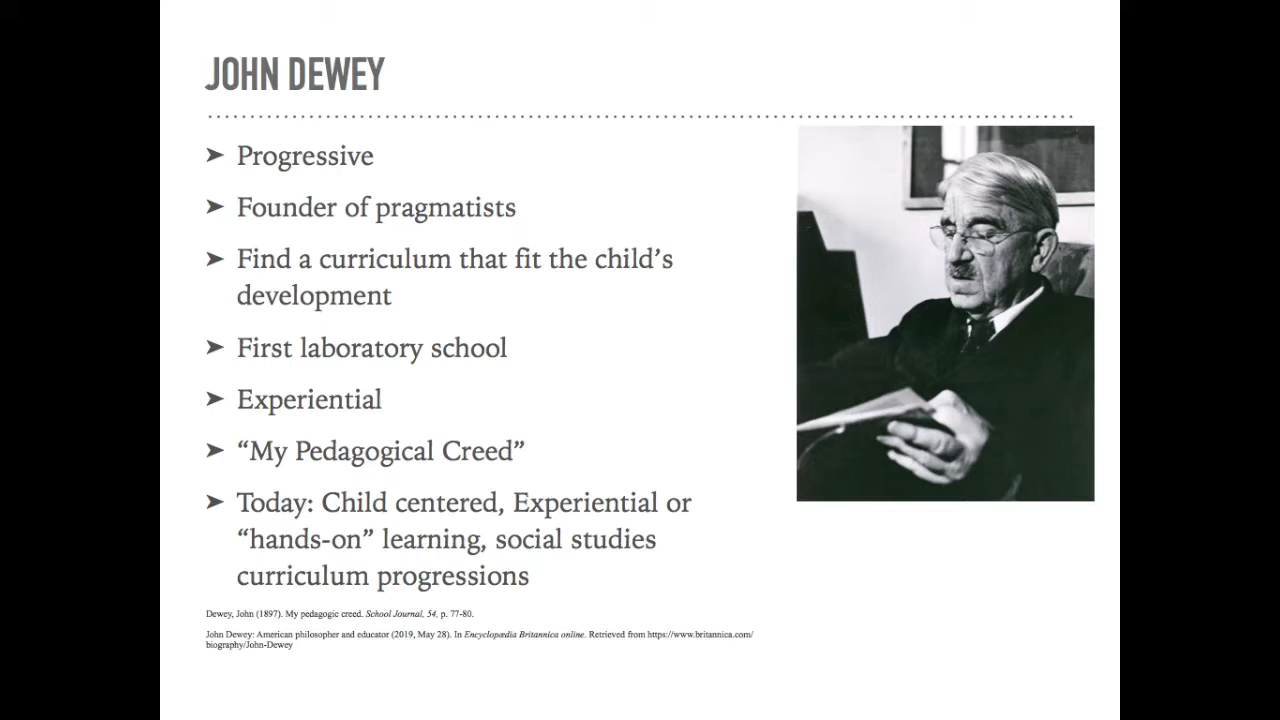 JOHN DEWEY
➤ Progressive
➤ Founder of pragmatists
➤ Find a curriculum that fit the child’s
development
➤ First laboratory school
➤ Experiential
➤ “My Pedagogical Creed”
➤ Today: Child centered, Experiential or
“hands-on” learning, social studies
curriculum progressions
Dewey, John (1897). My pedagogic creed. School Journal, 54, p. 77-80.
John Dewey: American philosopher and educator (2019, May 28). In Encyclopædia Britannica online. Retrieved from https://www.britannica.com/
biography/John-Dewey